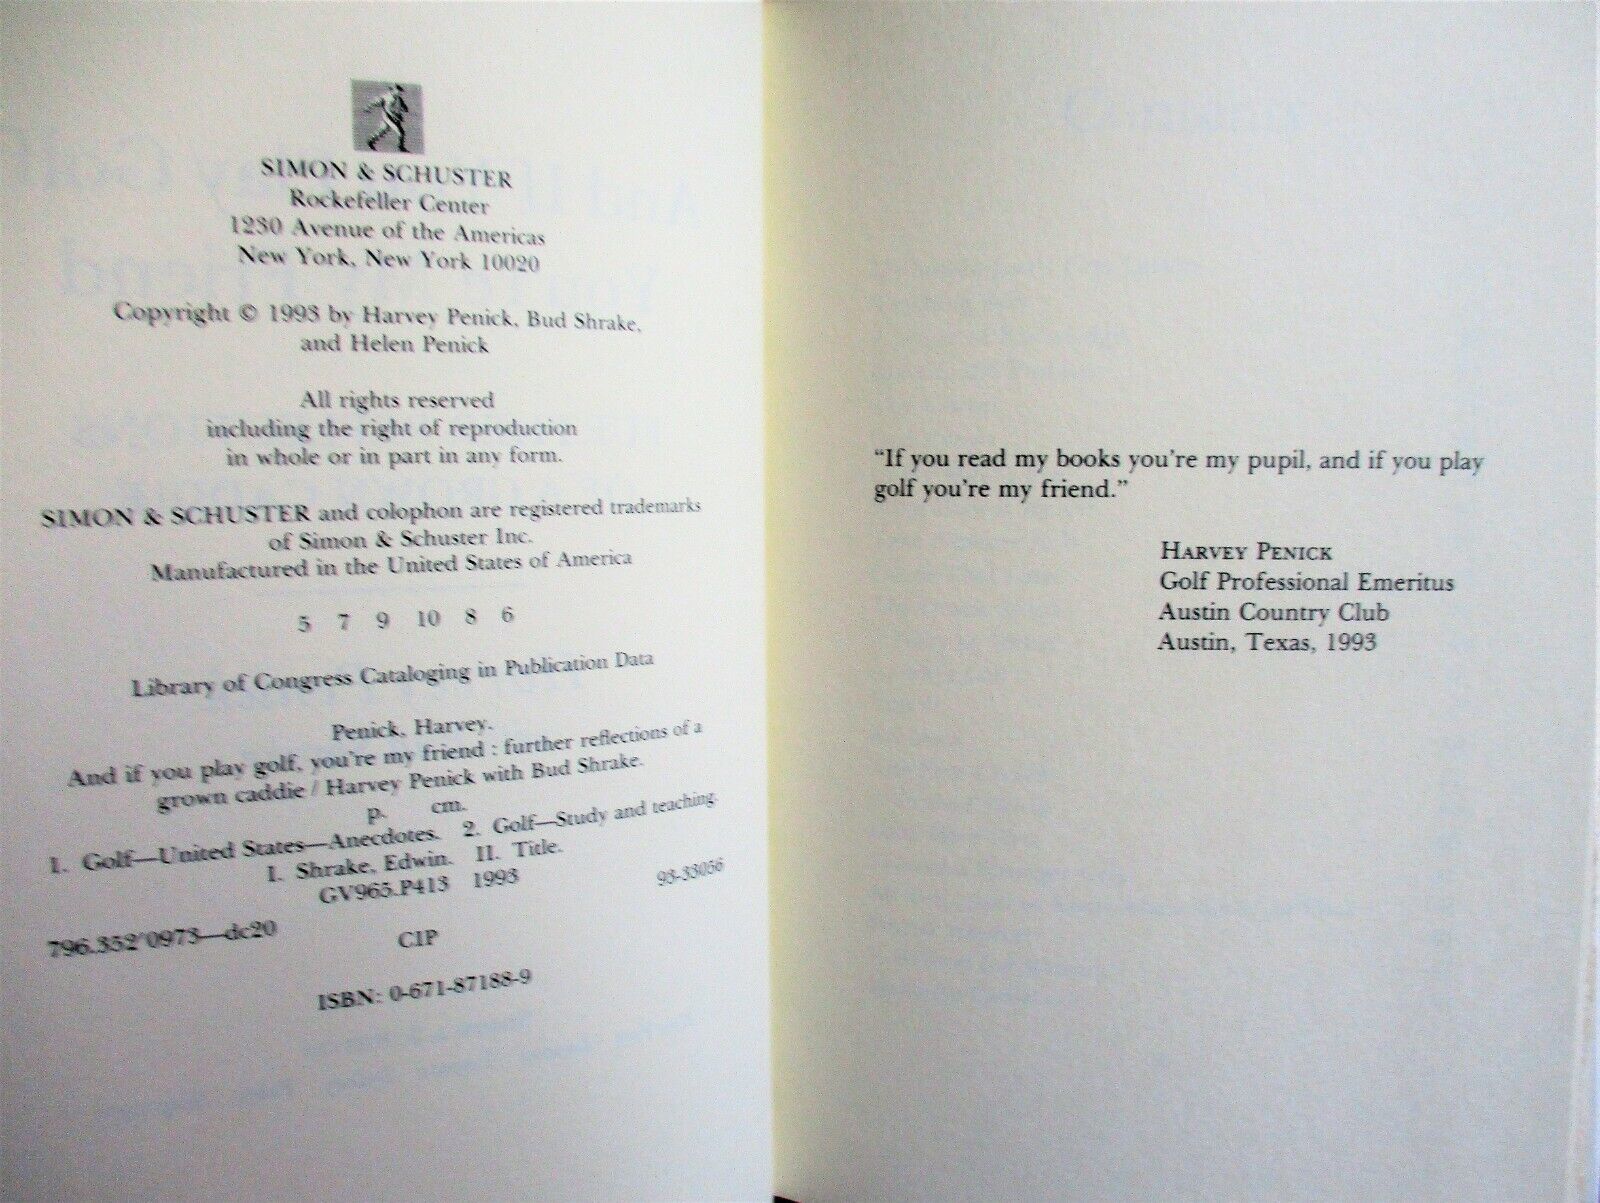 SIMON & SCHUSTER
Rockefeller Center
1230 Avenue of the Americas
New York, New York 10020
Copyright © 1993 by Harvey Penick, Bud Shrake,
and Helen Penick
All rights reserved
including the right of reproduction
in whole or in part in any form.
SIMON & SCHUSTER and colophon are registered trademarks
of Simon & Schuster Inc.
Manufactured in the United States of America
5 7 9 10 8 6
Library of Congress Cataloging in Publication Data
Penick, Harvey.
And if you play golf, you're my friend : further reflections of a
grown caddie / Harvey Penick with Bud Shrake.
p. cm.
1. Golf—United States—Anecdotes. 2. Golf—Study and teaching.
I. Shrake, Edwin. II. Title.
GV965.P413 1993 93-33056
796.352'0973—dc20 CIP
ISBN: 0-671-87188-9
"If you read my books you're my pupil, and if you play
golf you're my friend."
HARVEY PENICK
Golf Professional Emeritus
Austin Country Club
Austin, Texas, 1993